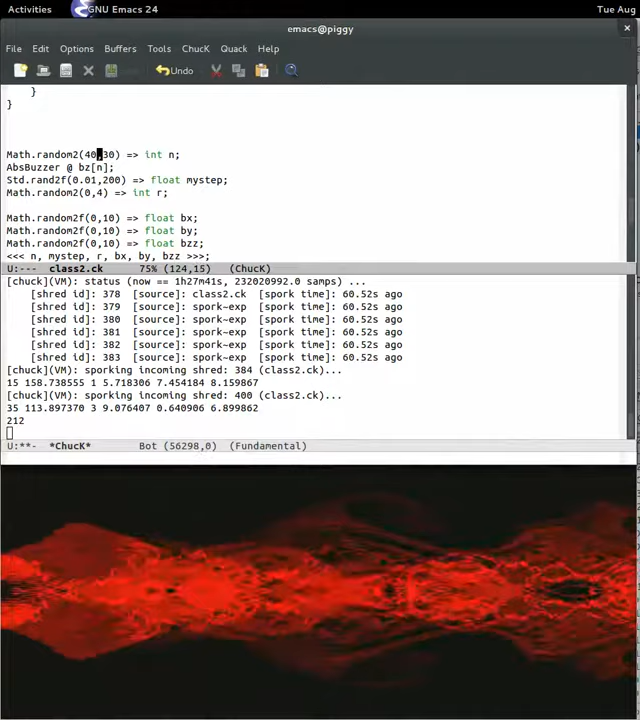 Activities GNU Emacs 24 Tue Aug
emacs@piggy
File Edit Options Buffers Tools ChucK Quack Help
Undo
}
}
Math.random2(40,30) => int n;
AbsBuzzer @ bz[n];
Std.rand2f(0.01,200) => float mystep;
Math.random2(0,4) => int r;
Math.random2f(0,10) => float bx;
Math.random2f(0,10) => float by;
Math.random2f(0,10) => float bzz;
<<< n, mystep, r, bx, by, bzz >>>;
U:--- class2.ck 75% (124,15) (ChucK)
[chuck](VM): status (now == 1h27m41s, 232020992.0 samps) ...
[shred id]: 378 [source]: class2.ck [spork time]: 60.52s ago
[shred id]: 379 [source]: spork~exp [spork time]: 60.52s ago
[shred id]: 380 [source]: spork~exp [spork time]: 60.52s ago
[shred id]: 381 [source]: spork~exp [spork time]: 60.52s ago
[shred id]: 382 [source]: spork~exp [spork time]: 60.52s ago
[shred id]: 383 [source]: spork~exp [spork time]: 60.52s ago
[chuck](VM): sporking incoming shred: 384 (class2.ck)...
15 158.738555 1 5.718306 7.454184 8.159867
[chuck](VM): sporking incoming shred: 400 (class2.ck)...
35 113.897370 3 9.076407 0.640906 6.899862
212
U:**- *ChucK* Bot (56298,0) (Fundamental)